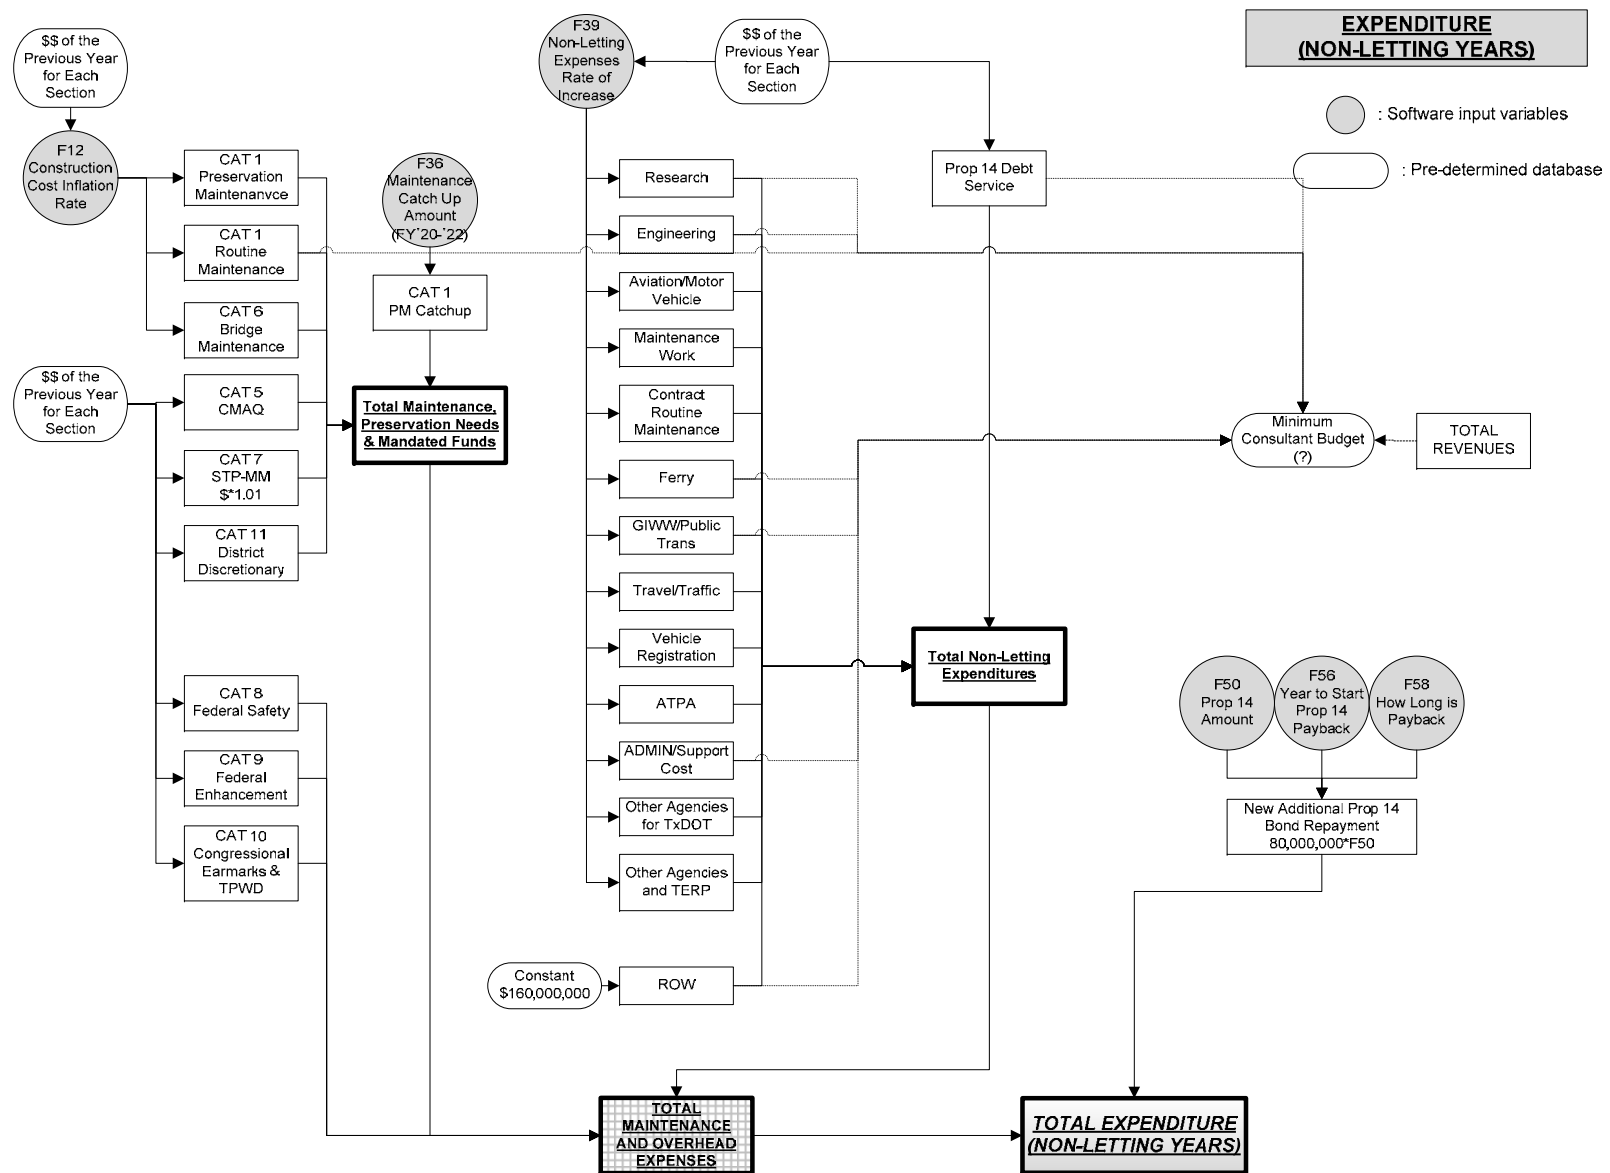 EXPENDITURE
(NON-LETTING YEARS)
: Software input variables
: Pre-determined database
$$ of the
Previous Year
for Each
Section
F12
Construction
Cost Inflation
Rate
CAT 1
Preservation
Maintenanvce
CAT 1
Routine
Maintenance
CAT 6
Bridge
Maintenance
$$ of the
Previous Year
for Each
Section
CAT 5
CMAQ
CAT 7
STP-MM
$*1.01
CAT 11
District
Discretionary
CAT 8
Federal Safety
CAT 9
Federal
Enhancement
CAT 10
Congressional
Earmarks &
TPWD
F36
Maintenance
Catch Up
Amount
(FY'20-'22)
CAT 1
PM Catchup
Total Maintenance,
Preservation Needs
& Mandated Funds
F39
Non-Letting
Expenses
Rate of
Increase
$$ of the
Previous Year
for Each
Section
Research
Engineering
Aviation/Motor
Vehicle
Maintenance
Work
Contract
Routine
Maintenance
Ferry
GIWW/Public
Trans
Travel/Traffic
Vehicle
Registration
ATPA
ADMIN/Support
Cost
Other Agencies
for TxDOT
Other Agencies
and TERP
Constant
$160,000,000
ROW
Prop 14 Debt
Service
Minimum
Consultant Budget
(?)
TOTAL
REVENUES
Total Non-Letting
Expenditures
F50
Prop 14
Amount
F56
Year to Start
Prop 14
Payback
F58
How Long is
Payback
New Additional Prop 14
Bond Repayment
80,000,000*F50
TOTAL
MAINTENANCE
AND OVERHEAD
EXPENSES
TOTAL EXPENDITURE
(NON-LETTING YEARS)